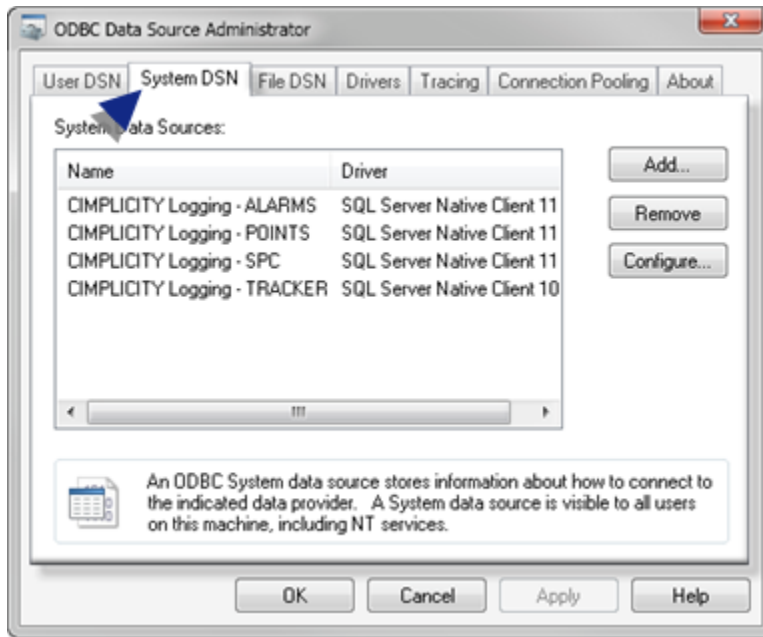 ODBC Data Source Administrator
User DSN System DSN File DSN Drivers Tracing Connection Pooling About
System Data Sources:
Name Driver
CIMPLICITY Logging - ALARMS SQL Server Native Client 11
CIMPLICITY Logging - POINTS SQL Server Native Client 11
CIMPLICITY Logging - SPC SQL Server Native Client 11
CIMPLICITY Logging - TRACKER SQL Server Native Client 10
Add...
Remove
Configure...
An ODBC System data source stores information about how to connect to
the indicated data provider. A System data source is visible to all users
on this machine, including NT services.
OK Cancel Apply Help